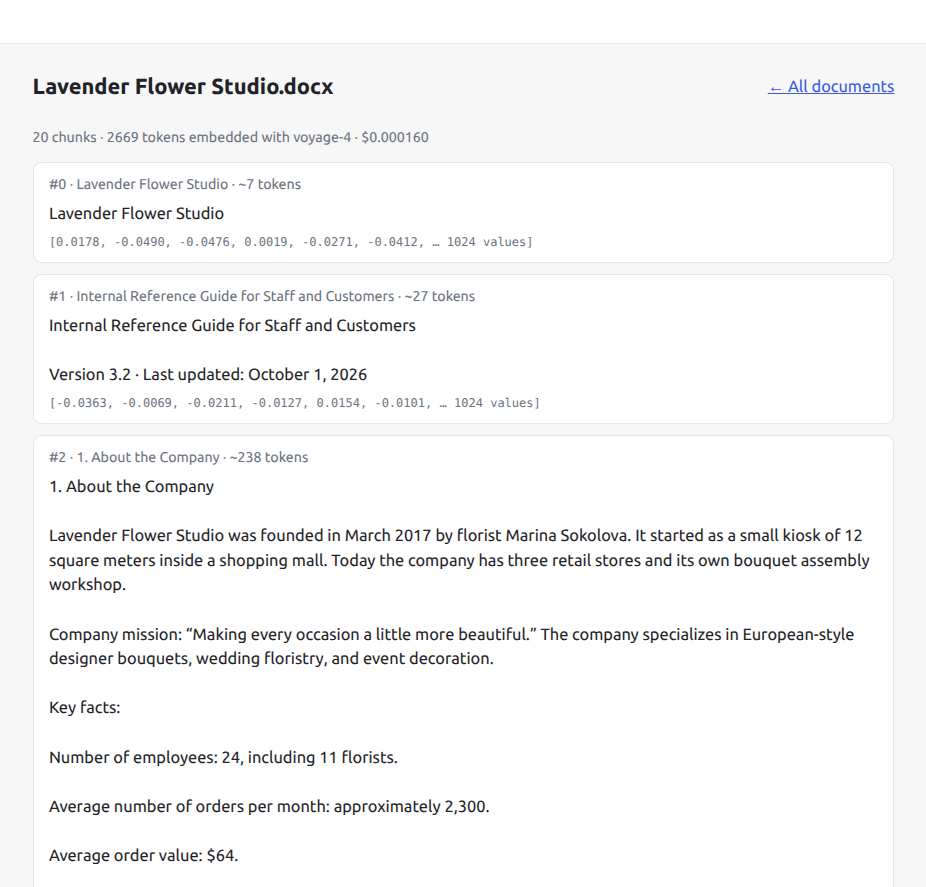 Lavender Flower Studio.docx
← All documents
20 chunks · 2669 tokens embedded with voyage-4 · $0.000160
#0 · Lavender Flower Studio · ~7 tokens
Lavender Flower Studio
[0.0178, -0.0490, -0.0476, 0.0019, -0.0271, -0.0412, … 1024 values]
#1 · Internal Reference Guide for Staff and Customers · ~27 tokens
Internal Reference Guide for Staff and Customers
Version 3.2 · Last updated: October 1, 2026
[-0.0363, -0.0069, -0.0211, -0.0127, 0.0154, -0.0101, … 1024 values]
#2 · 1. About the Company · ~238 tokens
1. About the Company
Lavender Flower Studio was founded in March 2017 by florist Marina Sokolova. It started as a small kiosk of 12
square meters inside a shopping mall. Today the company has three retail stores and its own bouquet assembly
workshop.
Company mission: “Making every occasion a little more beautiful.” The company specializes in European-style
designer bouquets, wedding floristry, and event decoration.
Key facts:
Number of employees: 24, including 11 florists.
Average number of orders per month: approximately 2,300.
Average order value: $64.